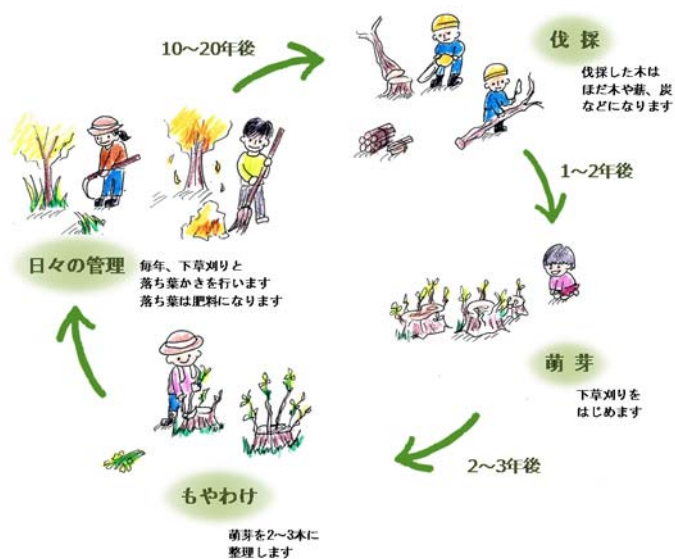 10～20年後
伐採
伐採した木は
ほだ木や薪、炭
などになります
1～2年後
萌芽
下草刈りを
はじめます
2～3年後
もやわけ
萌芽を2～3本に
整理します
日々の管理
毎年、下草刈りと
落ち葉かきを行います
落ち葉は肥料になります